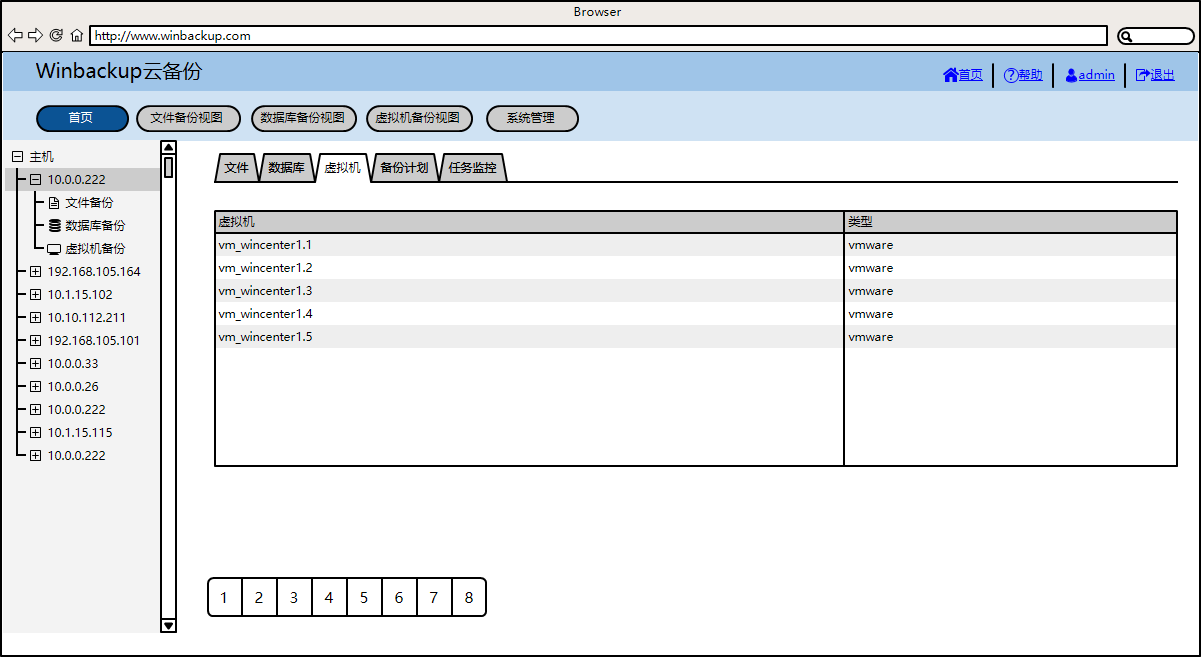 Browser
http://www.winbackup.com
Winbackup云备份
首页 帮助 admin 退出
首页 文件备份视图 数据库备份视图 虚拟机备份视图 系统管理
主机
10.0.0.222
文件备份
数据库备份
虚拟机备份
192.168.105.164
10.1.15.102
10.10.112.211
192.168.105.101
10.0.0.33
10.0.0.26
10.0.0.222
10.1.15.115
10.0.0.222
文件 数据库 虚拟机 备份计划 任务监控
虚拟机 类型
vm_wincenter1.1 vmware
vm_wincenter1.2 vmware
vm_wincenter1.3 vmware
vm_wincenter1.4 vmware
vm_wincenter1.5 vmware
1 2 3 4 5 6 7 8